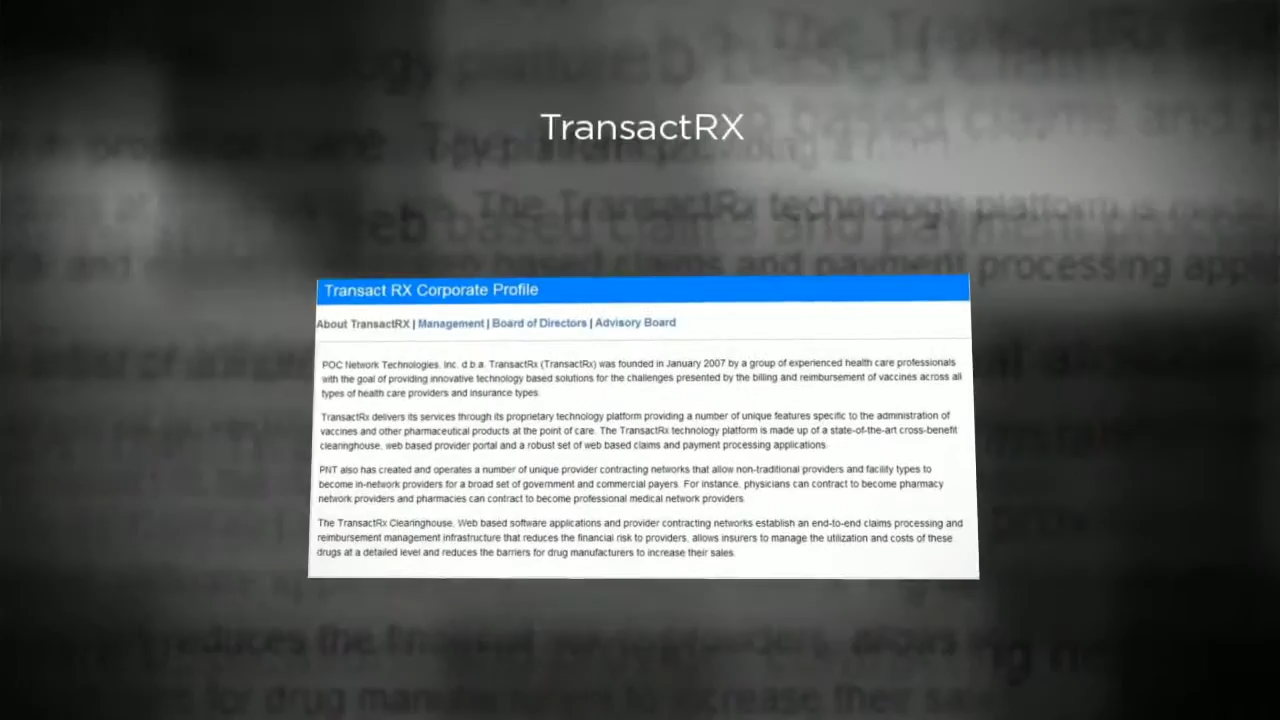 TransactRX
Transact RX Corporate Profile
About TransactRX | Management | Board of Directors | Advisory Board
POC Network Technologies, Inc. d.b.a. TransactRx (TransactRx) was founded in January 2007 by a group of experienced health care professionals
with the goal of providing innovative technology based solutions for the challenges presented by the billing and reimbursement of vaccines across all
types of health care providers and insurance types.
TransactRx delivers its services through its proprietary technology platform providing a number of unique features specific to the administration of
vaccines and other pharmaceutical products at the point of care. The TransactRx technology platform is made up of a state-of-the-art cross-benefit
clearinghouse, web based provider portal and a robust set of web based claims and payment processing applications.
PNT also has created and operates a number of unique provider contracting networks that allow non-traditional providers and facility types to
become in-network providers for a broad set of government and commercial payers. For instance, physicians can contract to become pharmacy
network providers and pharmacies can contract to become professional medical network providers.
The TransactRx Clearinghouse, Web based software applications and provider contracting networks establish an end-to-end claims processing and
reimbursement management infrastructure that reduces the financial risk to providers, allows insurers to manage the utilization and costs of these
drugs at a detailed level and reduces the barriers for drug manufacturers to increase their sales.